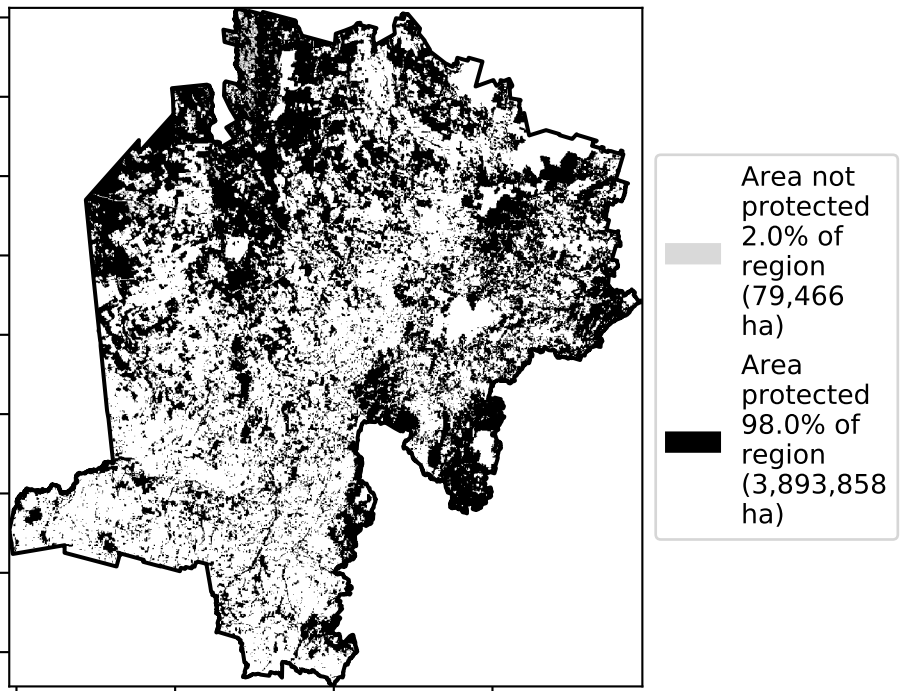 Area not
protected
2.0% of
region
(79,466
ha)
Area
protected
98.0% of
region
(3,893,858
ha)